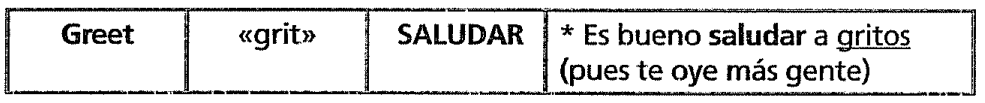 Greet «grit» SALUDAR * Es bueno saludar a gritos
(pues te oye más gente)